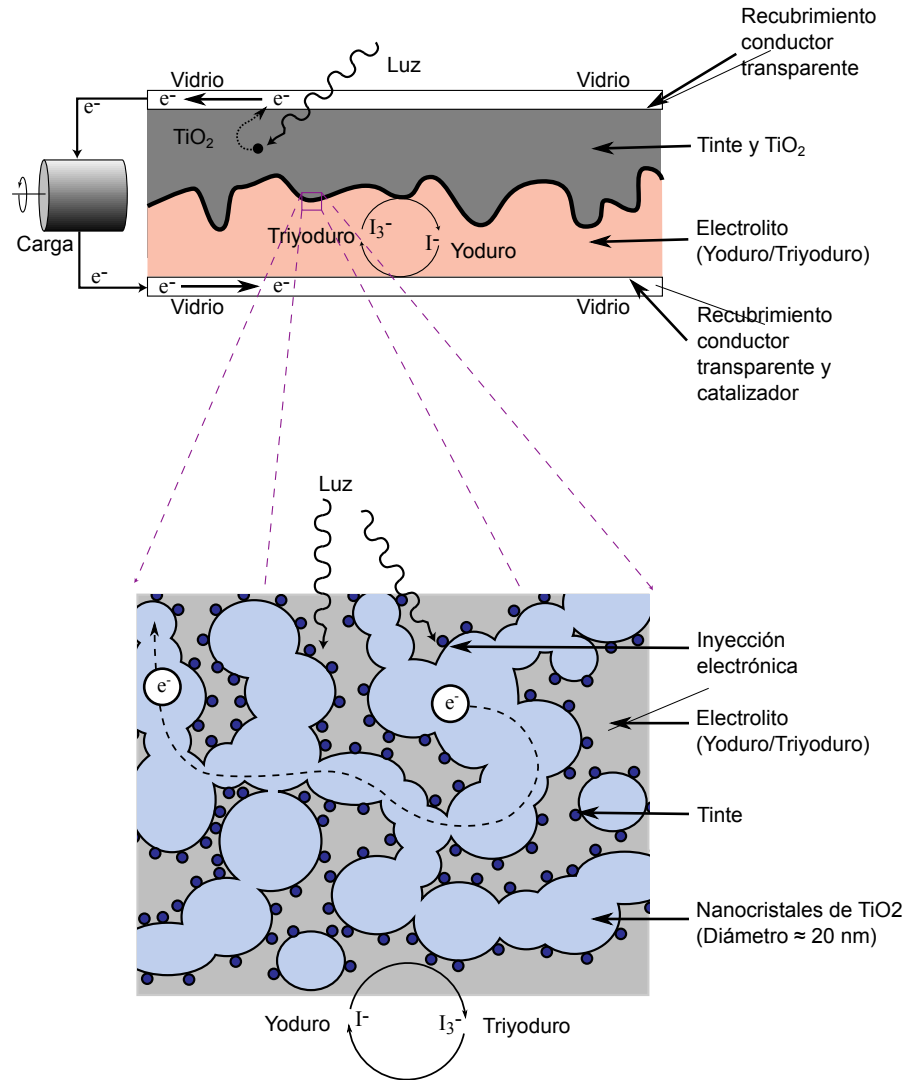 Recubrimiento
conductor
transparente
Luz
Vidrio
Vidrio
e-
e-
e-
TiO2
Tinte y TiO2
Carga
Triyoduro
I3-
I-
Yoduro
Electrolito
(Yoduro/Triyoduro)
e-
e-
e-
Vidrio
Vidrio
Recubrimiento
conductor
transparente y
catalizador
Luz
Inyección
electrónica
e-
e-
Electrolito
(Yoduro/Triyoduro)
Tinte
Nanocristales de TiO2
(Diámetro ≈ 20 nm)
Yoduro
I-
I3-
Triyoduro